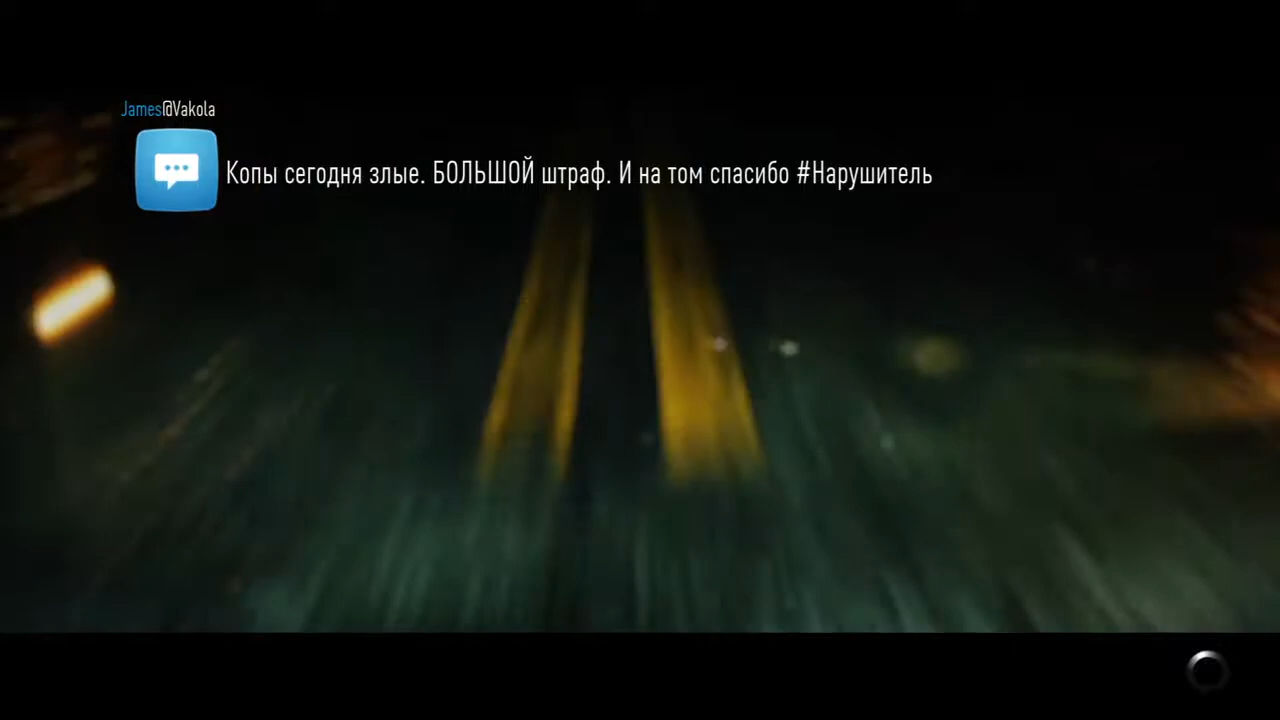 James@Vakola
Копы сегодня злые. БОЛЬШОЙ штраф. И на том спасибо #Нарушитель